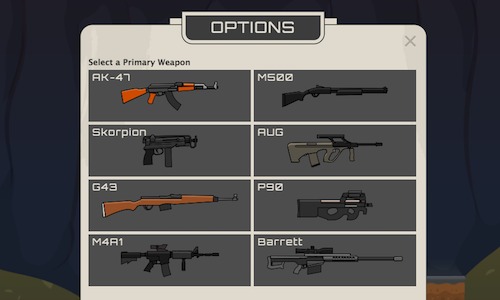 OPTIONS
Select a Primary Weapon
AK-47
M500
Skorpion
AUG
G43
P90
M4A1
Barrett